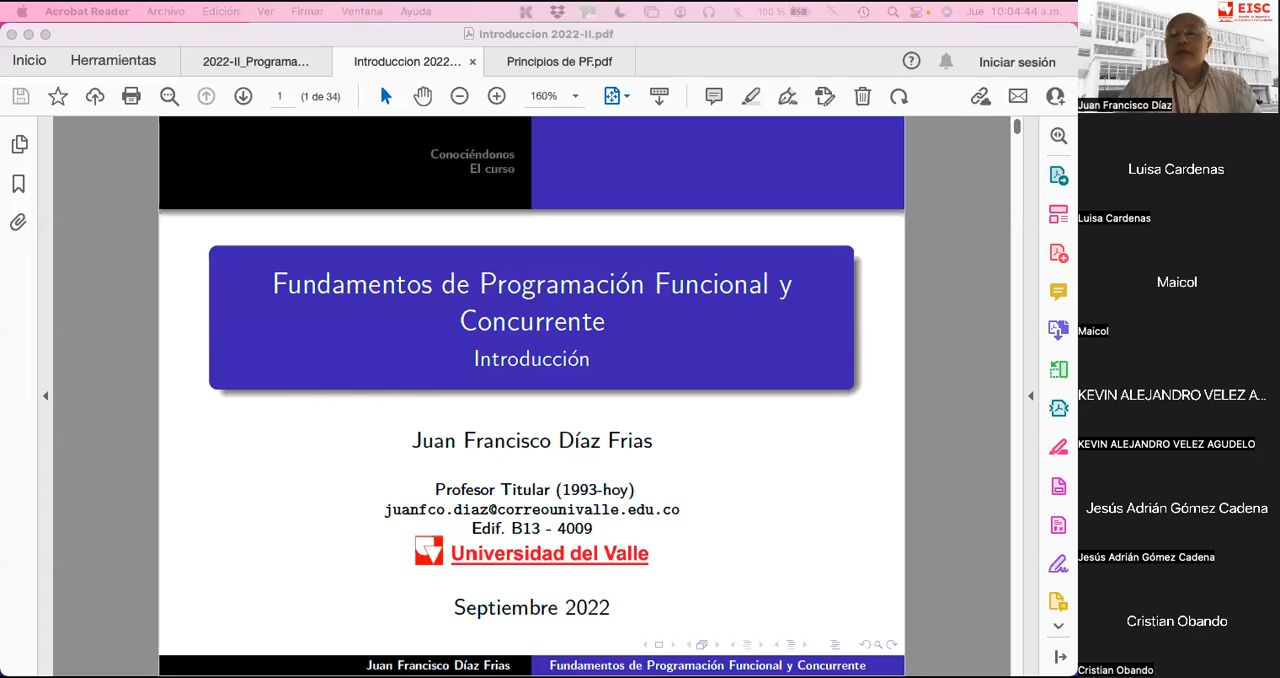 Acrobat Reader Archivo Edición Ver Firmar Ventana Ayuda 100 % Jue 10:04:44 a.m.
Introduccion 2022-II.pdf
Inicio Herramientas 2022-II_Programa... Introduccion 2022... × Principios de PF.pdf Iniciar sesión
1 (1 de 34) 160%
Conociéndonos
El curso
Fundamentos de Programación Funcional y
Concurrente
Introducción
Juan Francisco Díaz Frias
Profesor Titular (1993-hoy)
juanfco.diaz@correounivalle.edu.co
Edif. B13 - 4009
Universidad del Valle
Septiembre 2022
Juan Francisco Díaz Frias Fundamentos de Programación Funcional y Concurrente
EISC
Juan Francisco Díaz
Luisa Cardenas
Luisa Cardenas
Maicol
Maicol
KEVIN ALEJANDRO VELEZ A...
KEVIN ALEJANDRO VELEZ AGUDELO
Jesús Adrián Gómez Cadena
Jesús Adrián Gómez Cadena
Cristian Obando
Cristian Obando